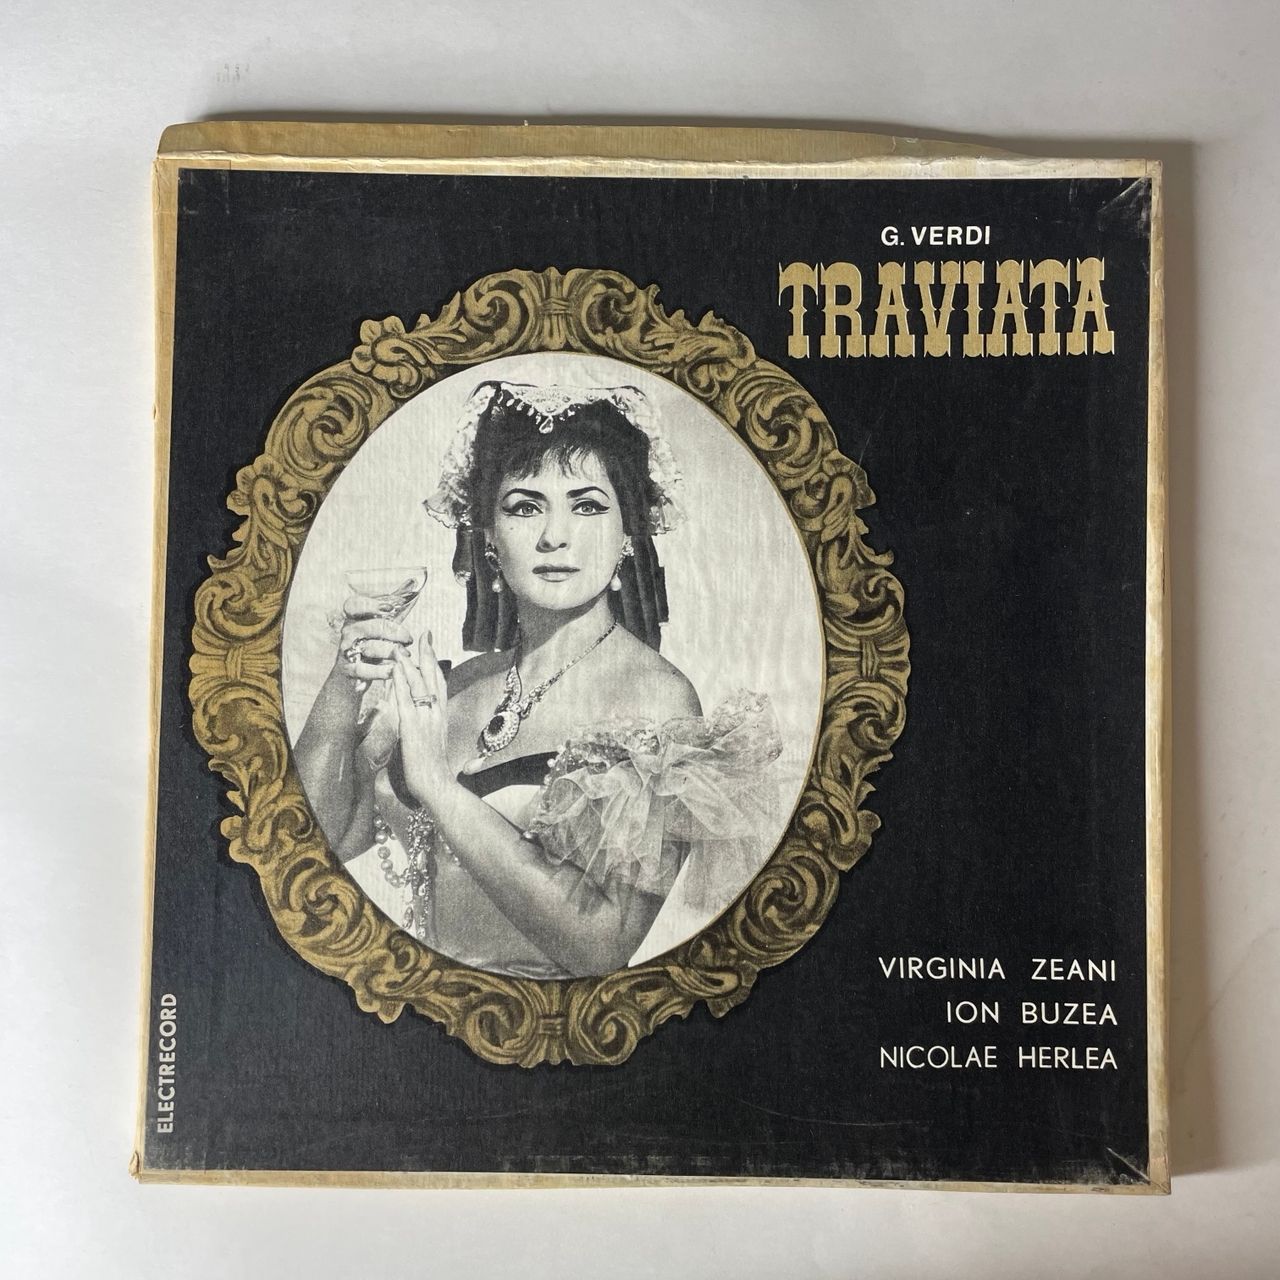 G. VERDI
TRAVIATA
VIRGINIA ZEANI
ION BUZEA
NICOLAE HERLEA
ELECTRECORD